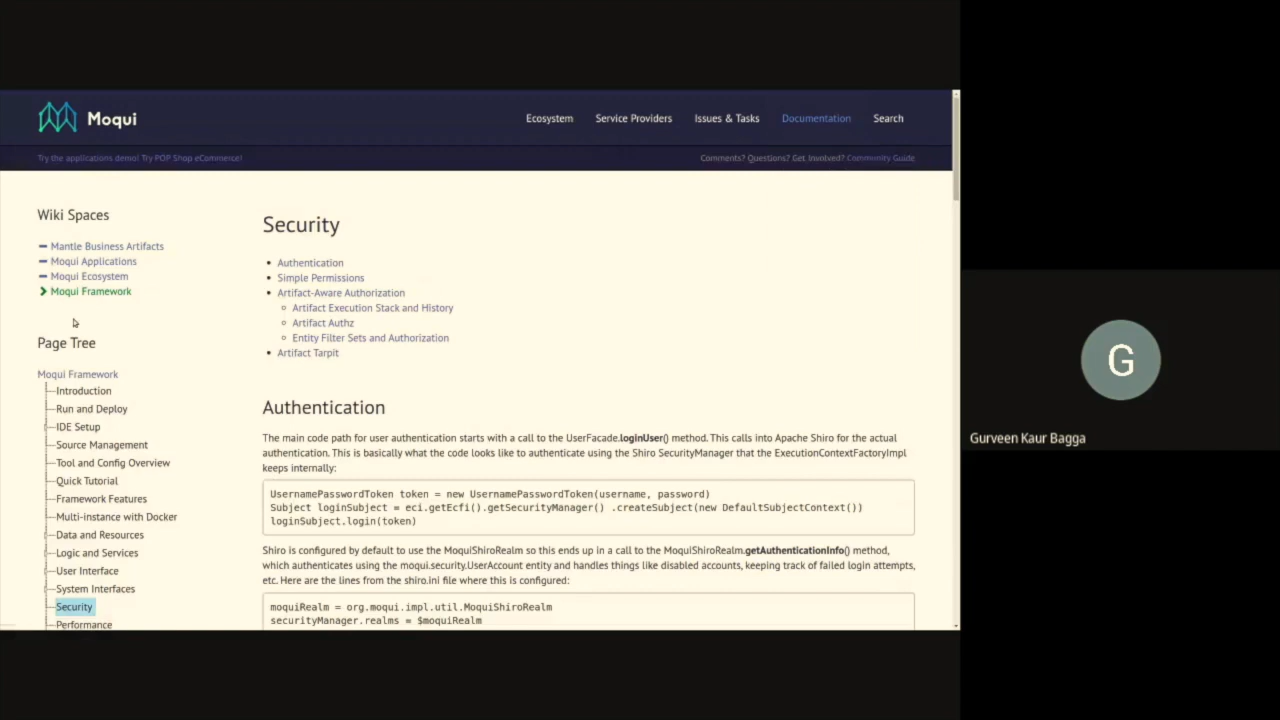 Moqui
Ecosystem Service Providers Issues & Tasks Documentation Search
Try the applications demo! Try POP Shop eCommerce!
Comments? Questions? Get Involved? Community Guide
Wiki Spaces
Mantle Business Artifacts
Moqui Applications
Moqui Ecosystem
Moqui Framework
Page Tree
Moqui Framework
Introduction
Run and Deploy
IDE Setup
Source Management
Tool and Config Overview
Quick Tutorial
Framework Features
Multi-instance with Docker
Data and Resources
Logic and Services
User Interface
System Interfaces
Security
Performance
Security
Authentication
Simple Permissions
Artifact-Aware Authorization
Artifact Execution Stack and History
Artifact Authz
Entity Filter Sets and Authorization
Artifact Tarpit
Authentication
The main code path for user authentication starts with a call to the UserFacade.loginUser() method. This calls into Apache Shiro for the actual
authentication. This is basically what the code looks like to authenticate using the Shiro SecurityManager that the ExecutionContextFactoryImpl
keeps internally:
UsernamePasswordToken token = new UsernamePasswordToken(username, password)
Subject loginSubject = eci.getEcfi().getSecurityManager() .createSubject(new DefaultSubjectContext())
loginSubject.login(token)
Shiro is configured by default to use the MoquiShiroRealm so this ends up in a call to the MoquiShiroRealm.getAuthenticationInfo() method,
which authenticates using the moqui.security.UserAccount entity and handles things like disabled accounts, keeping track of failed login attempts,
etc. Here are the lines from the shiro.ini file where this is configured:
moquiRealm = org.moqui.impl.util.MoquiShiroRealm
securityManager.realms = $moquiRealm
G
Gurveen Kaur Bagga